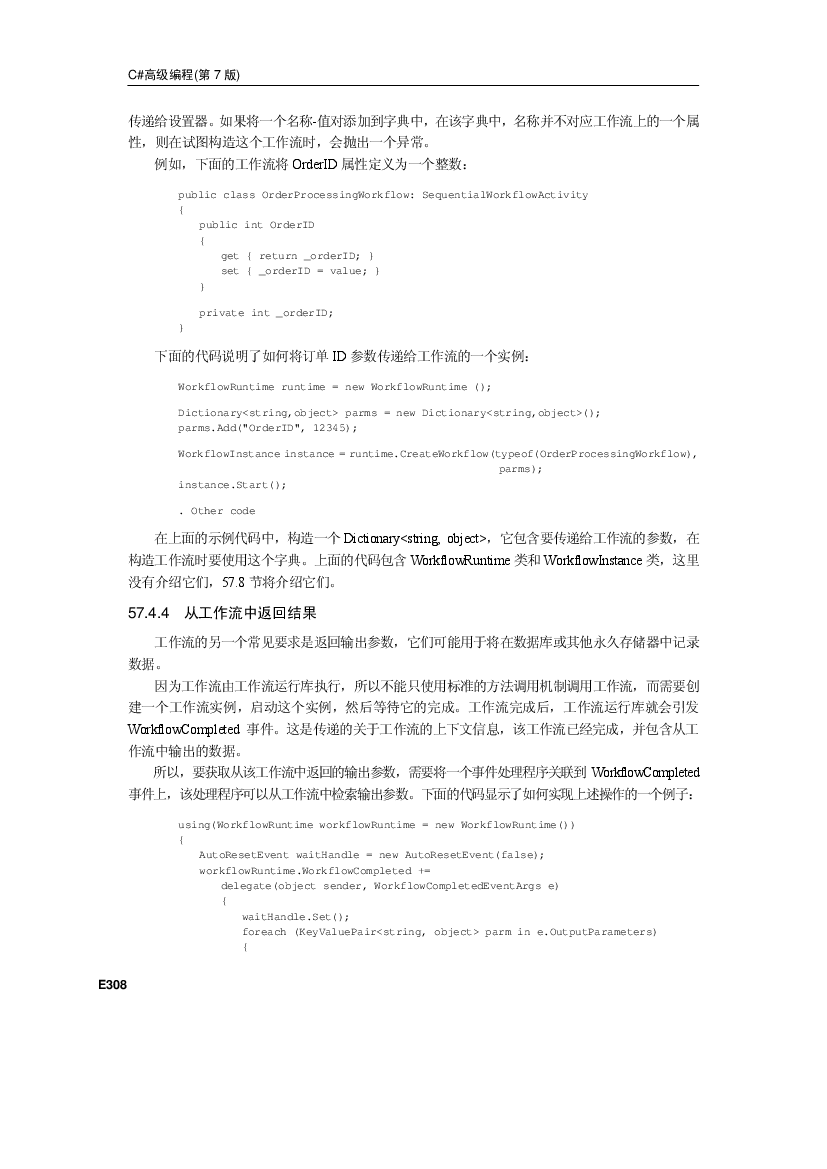 C#高级编程(第 7 版)
传递给设置器。如果将一个名称-值对添加到字典中，在该字典中，名称并不对应工作流上的一个属
性，则在试图构造这个工作流时，会抛出一个异常。
例如，下面的工作流将 OrderID 属性定义为一个整数：
public class OrderProcessingWorkflow: SequentialWorkflowActivity
{
public int OrderID
{
get { return _orderID; }
set { _orderID = value; }
}
private int _orderID;
}
下面的代码说明了如何将订单 ID 参数传递给工作流的一个实例：
WorkflowRuntime runtime = new WorkflowRuntime ();
Dictionary<string,object> parms = new Dictionary<string,object>();
parms.Add("OrderID", 12345);
WorkflowInstance instance = runtime.CreateWorkflow(typeof(OrderProcessingWorkflow),
parms);
instance.Start();
. Other code
在上面的示例代码中，构造一个 Dictionary<string, object>，它包含要传递给工作流的参数，在
构造工作流时要使用这个字典。上面的代码包含 WorkflowRuntime 类和 WorkflowInstance 类，这里
没有介绍它们，57.8 节将介绍它们。
57.4.4 从工作流中返回结果
工作流的另一个常见要求是返回输出参数，它们可能用于将在数据库或其他永久存储器中记录
数据。
因为工作流由工作流运行库执行，所以不能只使用标准的方法调用机制调用工作流，而需要创
建一个工作流实例，启动这个实例，然后等待它的完成。工作流完成后，工作流运行库就会引发
WorkflowCompleted 事件。这是传递的关于工作流的上下文信息，该工作流已经完成，并包含从工
作流中输出的数据。
所以，要获取从该工作流中返回的输出参数，需要将一个事件处理程序关联到 WorkflowCompleted
事件上，该处理程序可以从工作流中检索输出参数。下面的代码显示了如何实现上述操作的一个例子：
using(WorkflowRuntime workflowRuntime = new WorkflowRuntime())
{
AutoResetEvent waitHandle = new AutoResetEvent(false);
workflowRuntime.WorkflowCompleted +=
delegate(object sender, WorkflowCompletedEventArgs e)
{
waitHandle.Set();
foreach (KeyValuePair<string, object> parm in e.OutputParameters)
{
E308